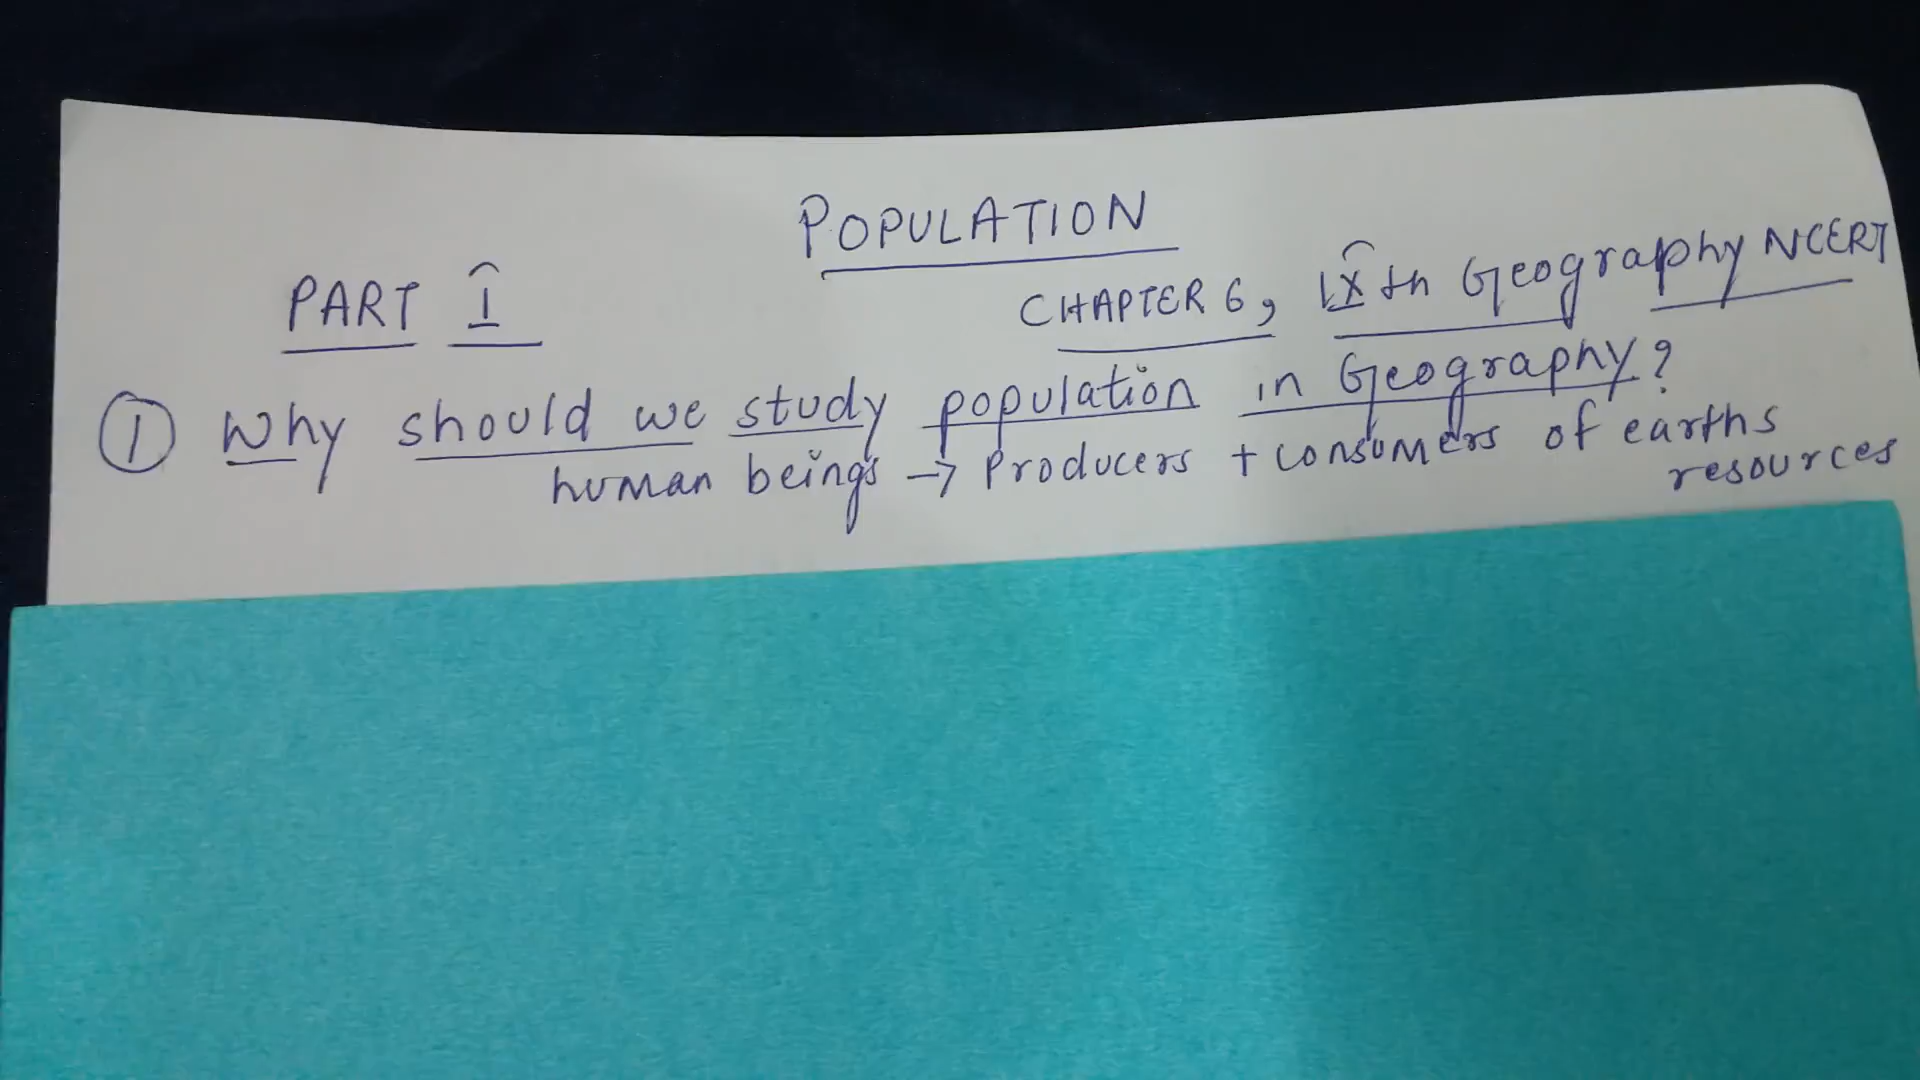 POPULATION
PART I
CHAPTER 6, IXth Geography NCERT
① Why should we study population in Geography?
human beings → Producers + consumers of earths
resources